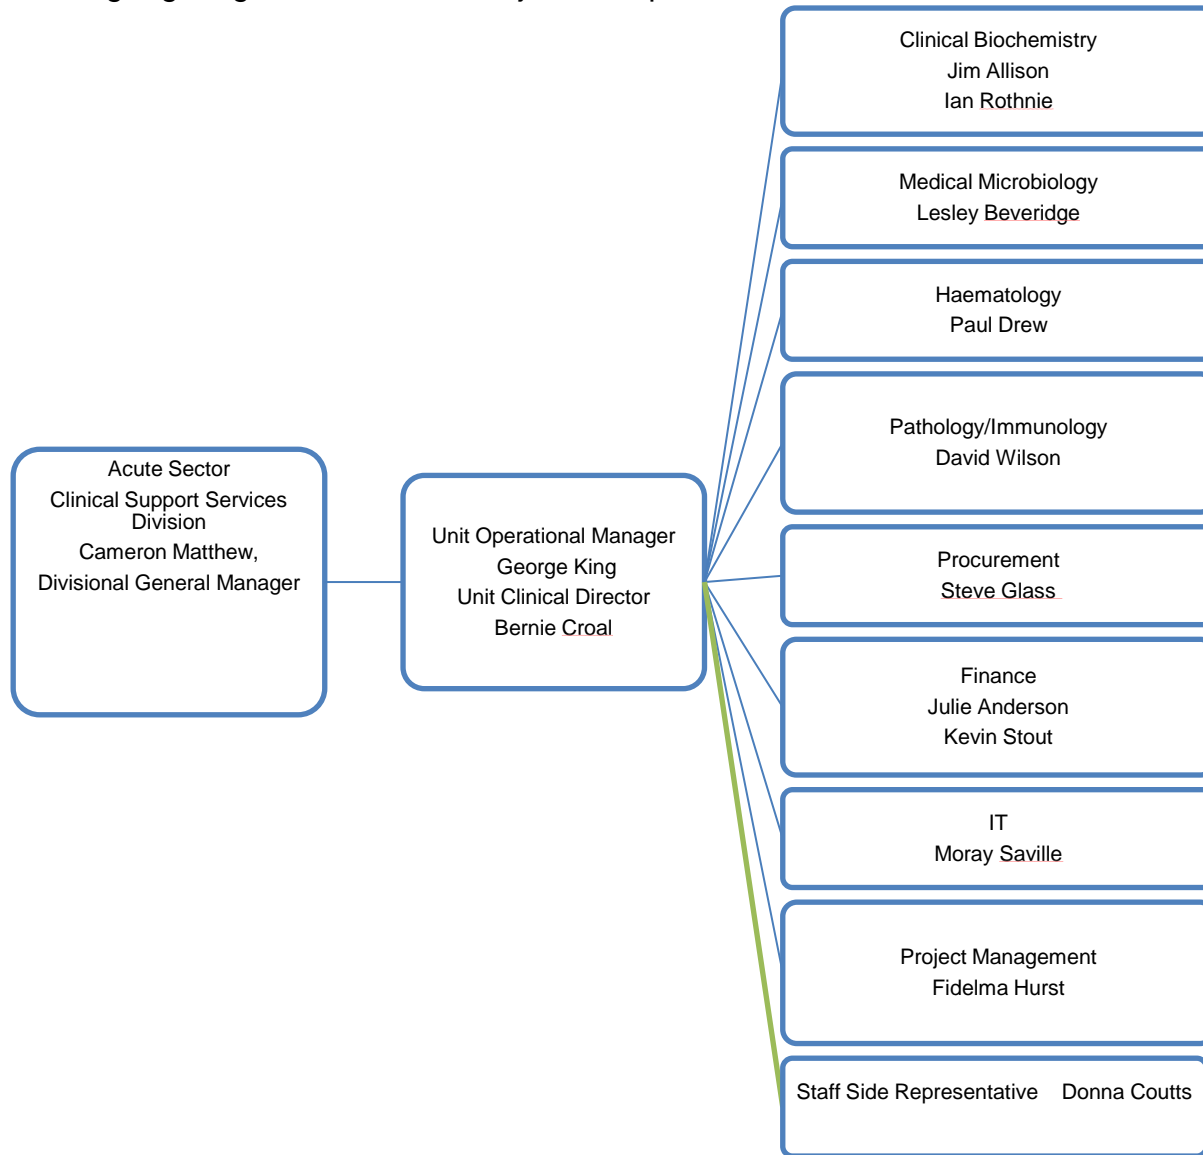 Clinical Biochemistry
Jim Allison
Ian Rothnie
Medical Microbiology
Lesley Beveridge
Haematology
Paul Drew
Pathology/Immunology
David Wilson
Acute Sector
Clinical Support Services
Division
Cameron Matthew,
Divisional General Manager
Unit Operational Manager
George King
Unit Clinical Director
Bernie Croal
Procurement
Steve Glass
Finance
Julie Anderson
Kevin Stout
IT
Moray Saville
Project Management
Fidelma Hurst
Staff Side Representative    Donna Coutts